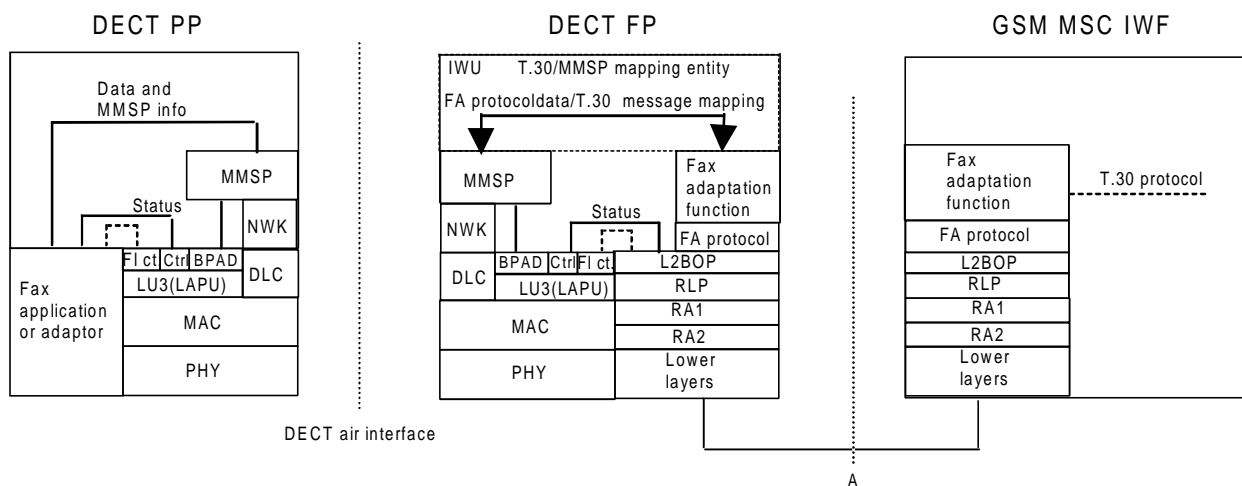 DECT PP
DECT FP
GSM MSC IWF
Data and
MMSP info
MMSP
Status
NWK
Fl ct.
Ctrl
BPAD
DLC
LU3(LAPU)
Fax
application
or adaptor
MAC
PHY
DECT air interface
IWU
T.30/MMSP mapping entity
FA protocoldata/T.30 message mapping
MMSP
Fax
adaptation
function
Status
NWK
FA protocol
BPAD
Ctrl
Fl ct.
L2BOP
DLC
LU3(LAPU)
RLP
MAC
RA1
RA2
PHY
Lower
layers
A
Fax
adaptation
function
T.30 protocol
FA protocol
L2BOP
RLP
RA1
RA2
Lower
layers